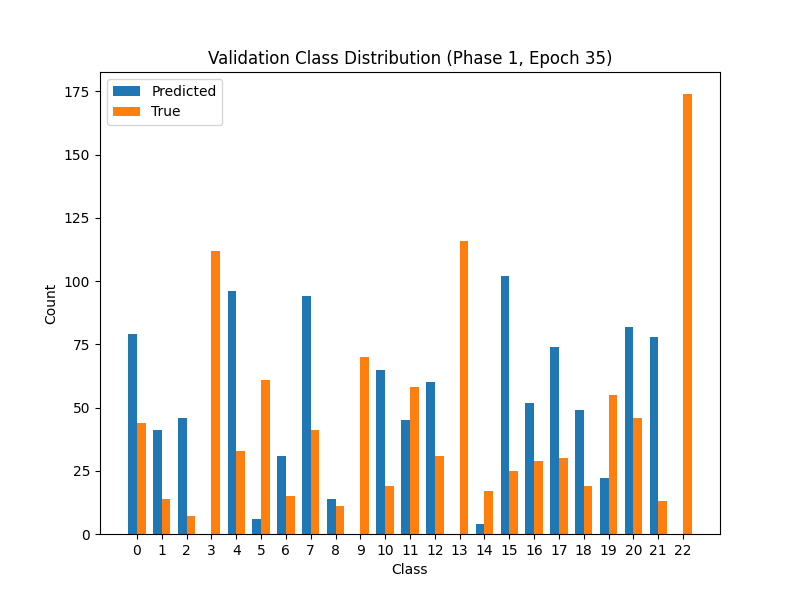 Validation Class Distribution (Phase 1, Epoch 35)
Predicted
True
175
150
125
100
75
50
25
0
Count
0 1 2 3 4 5 6 7 8 9 10 11 12 13 14 15 16 17 18 19 20 21 22
Class